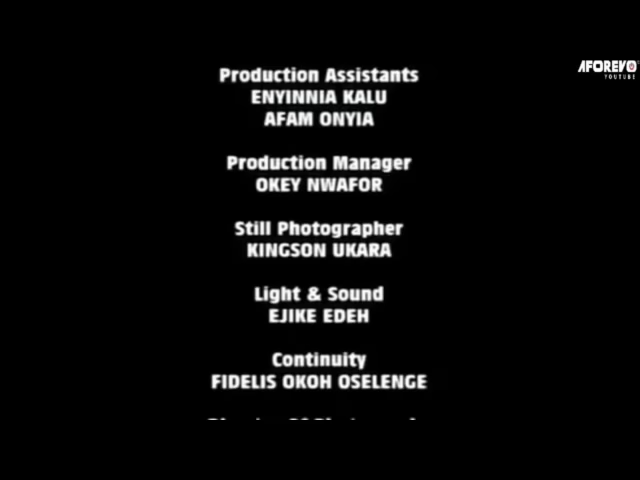 Production Assistants
ENYINNIA KALU
AFAM ONYIA
Production Manager
OKEY NWAFOR
Still Photographer
KINGSON UKARA
Light & Sound
EJIKE EDEH
Continuity
FIDELIS OKOH OSELENGE
AFOREVO
YOUTUBE